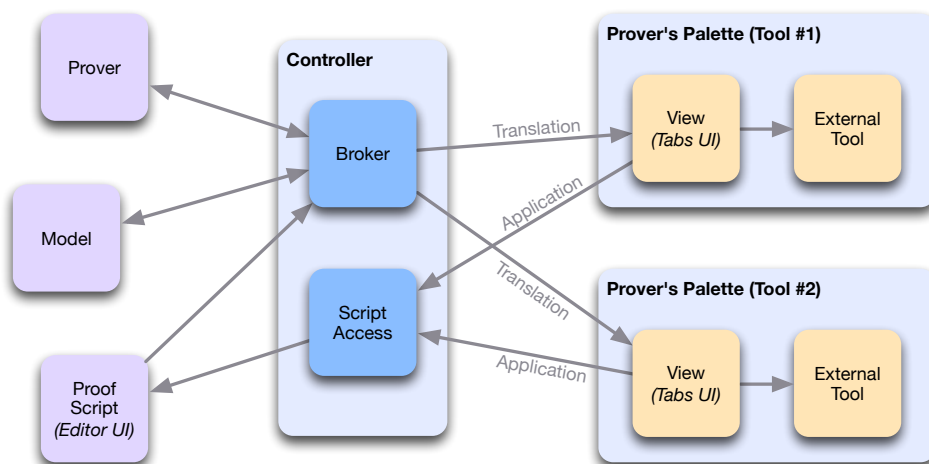 Prover
Model
Proof
Script
(Editor UI)
Controller
Broker
Script
Access
Translation
Application
Translation
Application
Prover's Palette (Tool #1)
View
(Tabs UI)
External
Tool
Prover's Palette (Tool #2)
View
(Tabs UI)
External
Tool